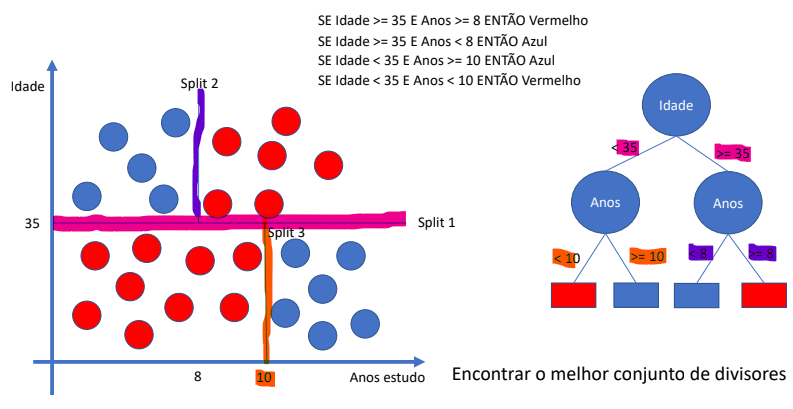 SE Idade >= 35 E Anos >= 8 ENTÃO Vermelho
SE Idade >= 35 E Anos < 8 ENTÃO Azul
SE Idade < 35 E Anos >= 10 ENTÃO Azul
SE Idade < 35 E Anos < 10 ENTÃO Vermelho
Idade
Split 2
35
Split 1
Split 3
8
10
Anos estudo
Idade
< 35
>= 35
Anos
Anos
< 10
>= 10
< 8
>= 8
Encontrar o melhor conjunto de divisores